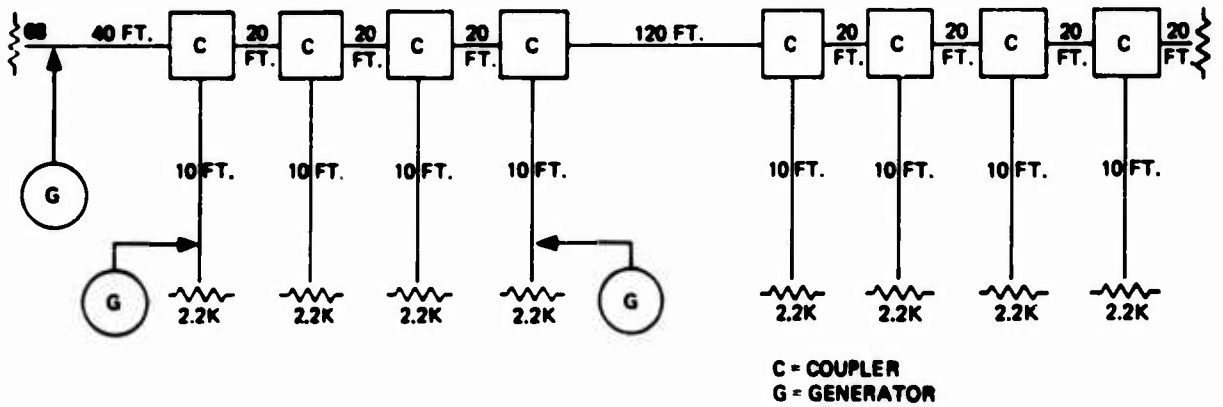 68 40 FT. C 20 FT. C 20 FT. C 20 FT. C 120 FT. C 20 FT. C 20 FT. C 20 FT. C 20 FT.
10 FT. 10 FT. 10 FT. 10 FT. 10 FT. 10 FT. 10 FT. 10 FT.
G
G G
2.2K 2.2K 2.2K 2.2K 2.2K 2.2K 2.2K 2.2K
C = COUPLER
G = GENERATOR